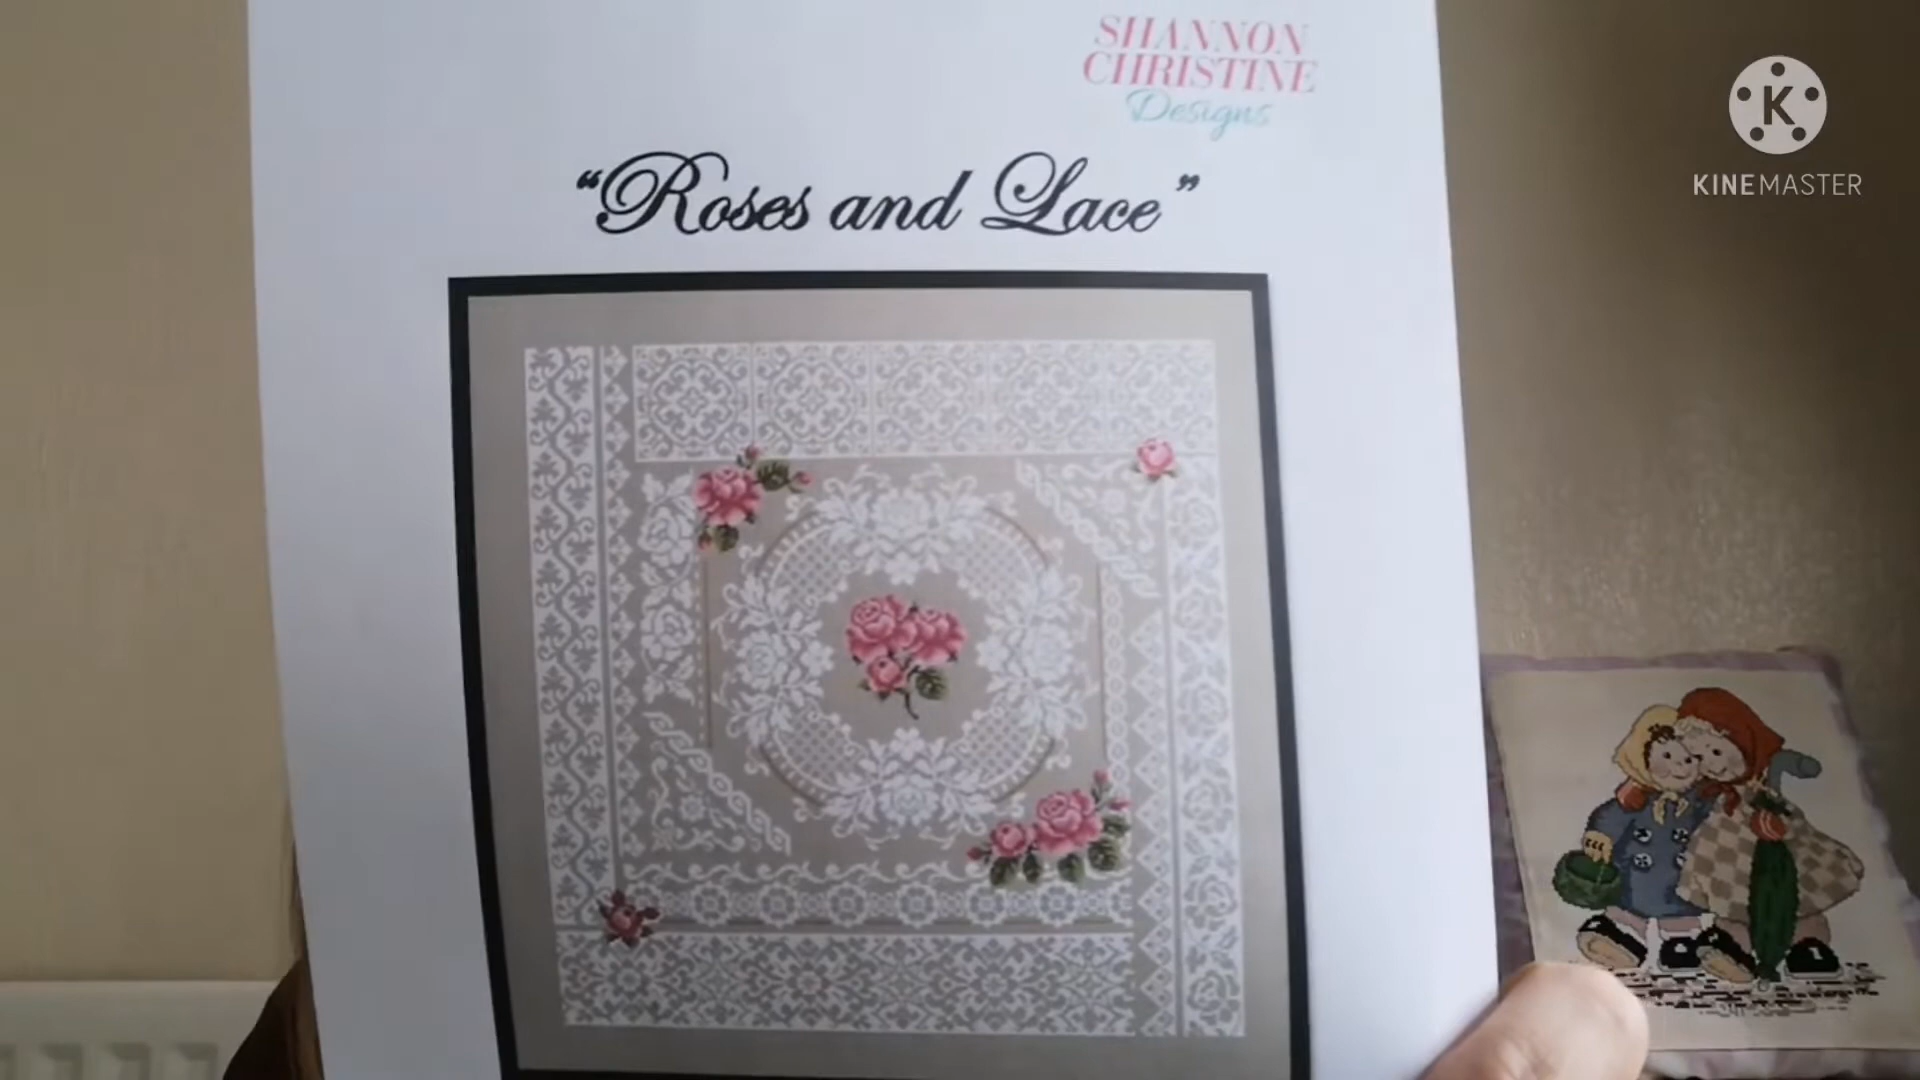 SHANNON
CHRISTINE
Designs
"Roses and Lace"
K
KINEMASTER